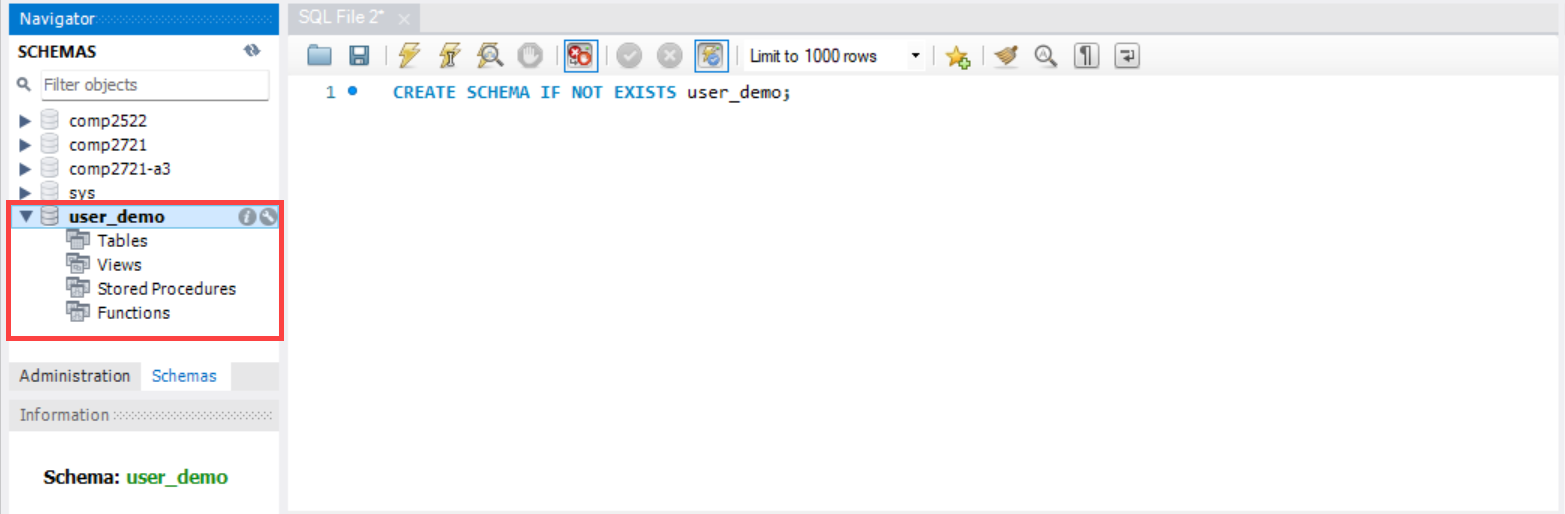 Navigator
SCHEMAS
Filter objects
comp2522
comp2721
comp2721-a3
sys
user_demo
Tables
Views
Stored Procedures
Functions
Administration Schemas
Information
Schema: user_demo
SQL File 2*
Limit to 1000 rows
1 CREATE SCHEMA IF NOT EXISTS user_demo;